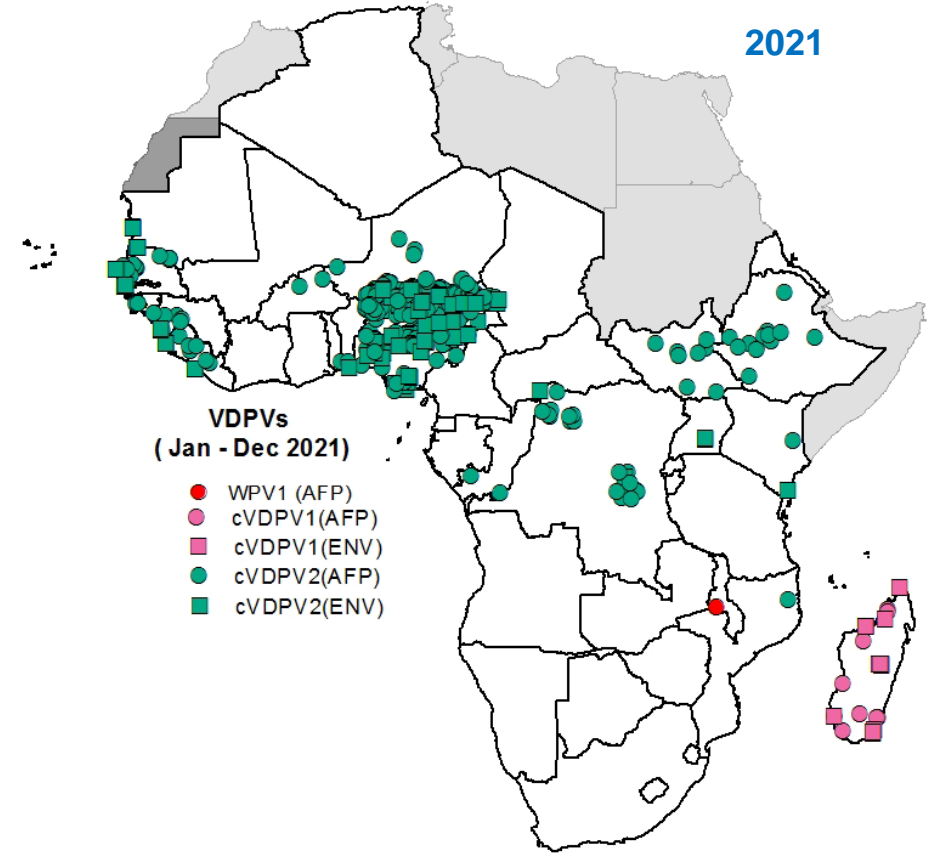 2021
VDPVs
( Jan - Dec 2021)
WPV1 (AFP)
cVDPV1(AFP)
cVDPV1(ENV)
cVDPV2(AFP)
cVDPV2(ENV)